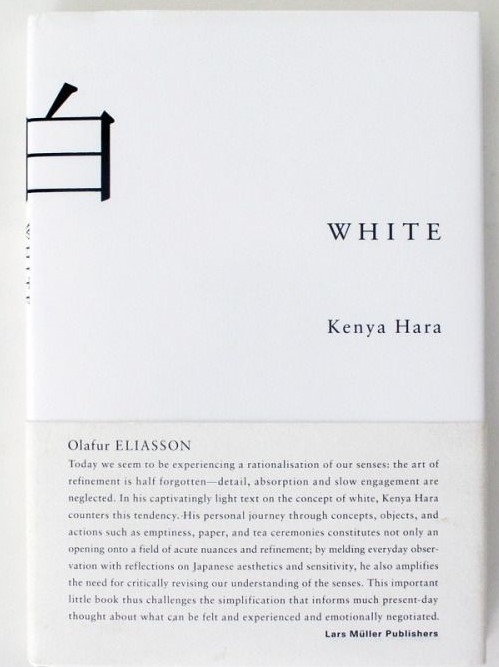 白
WHITE
WHITE
Kenya Hara
Olafur ELIASSON
Today we seem to be experiencing a rationalisation of our senses: the art of
refinement is half forgotten—detail, absorption and slow engagement are
neglected. In his captivatingly light text on the concept of white, Kenya Hara
counters this tendency. His personal journey through concepts, objects, and
actions such as emptiness, paper, and tea ceremonies constitutes not only an
opening onto a field of acute nuances and refinement; by melding everyday obser-
vation with reflections on Japanese aesthetics and sensitivity, he also amplifies
the need for critically revising our understanding of the senses. This important
little book thus challenges the simplification that informs much present-day
thought about what can be felt and experienced and emotionally negotiated.
Lars Müller Publishers